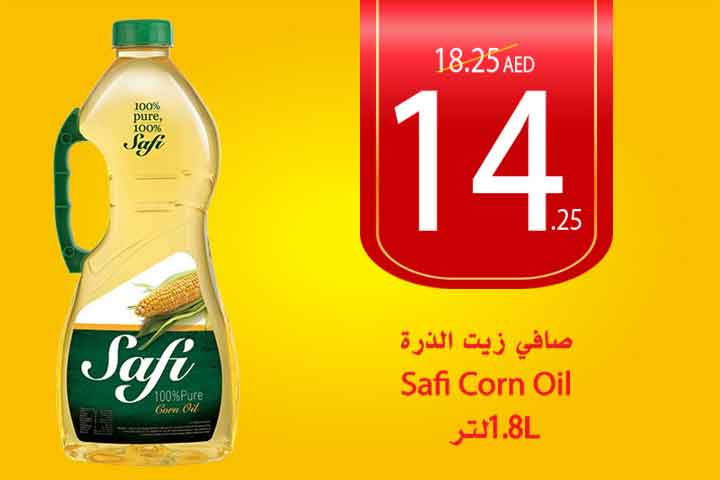 100%
pure,
100%
Safi
Safi
100%Pure
Corn Oil
18.25 AED
14.25
صافي زيت الذرة
Safi Corn Oil
1.8L لتر